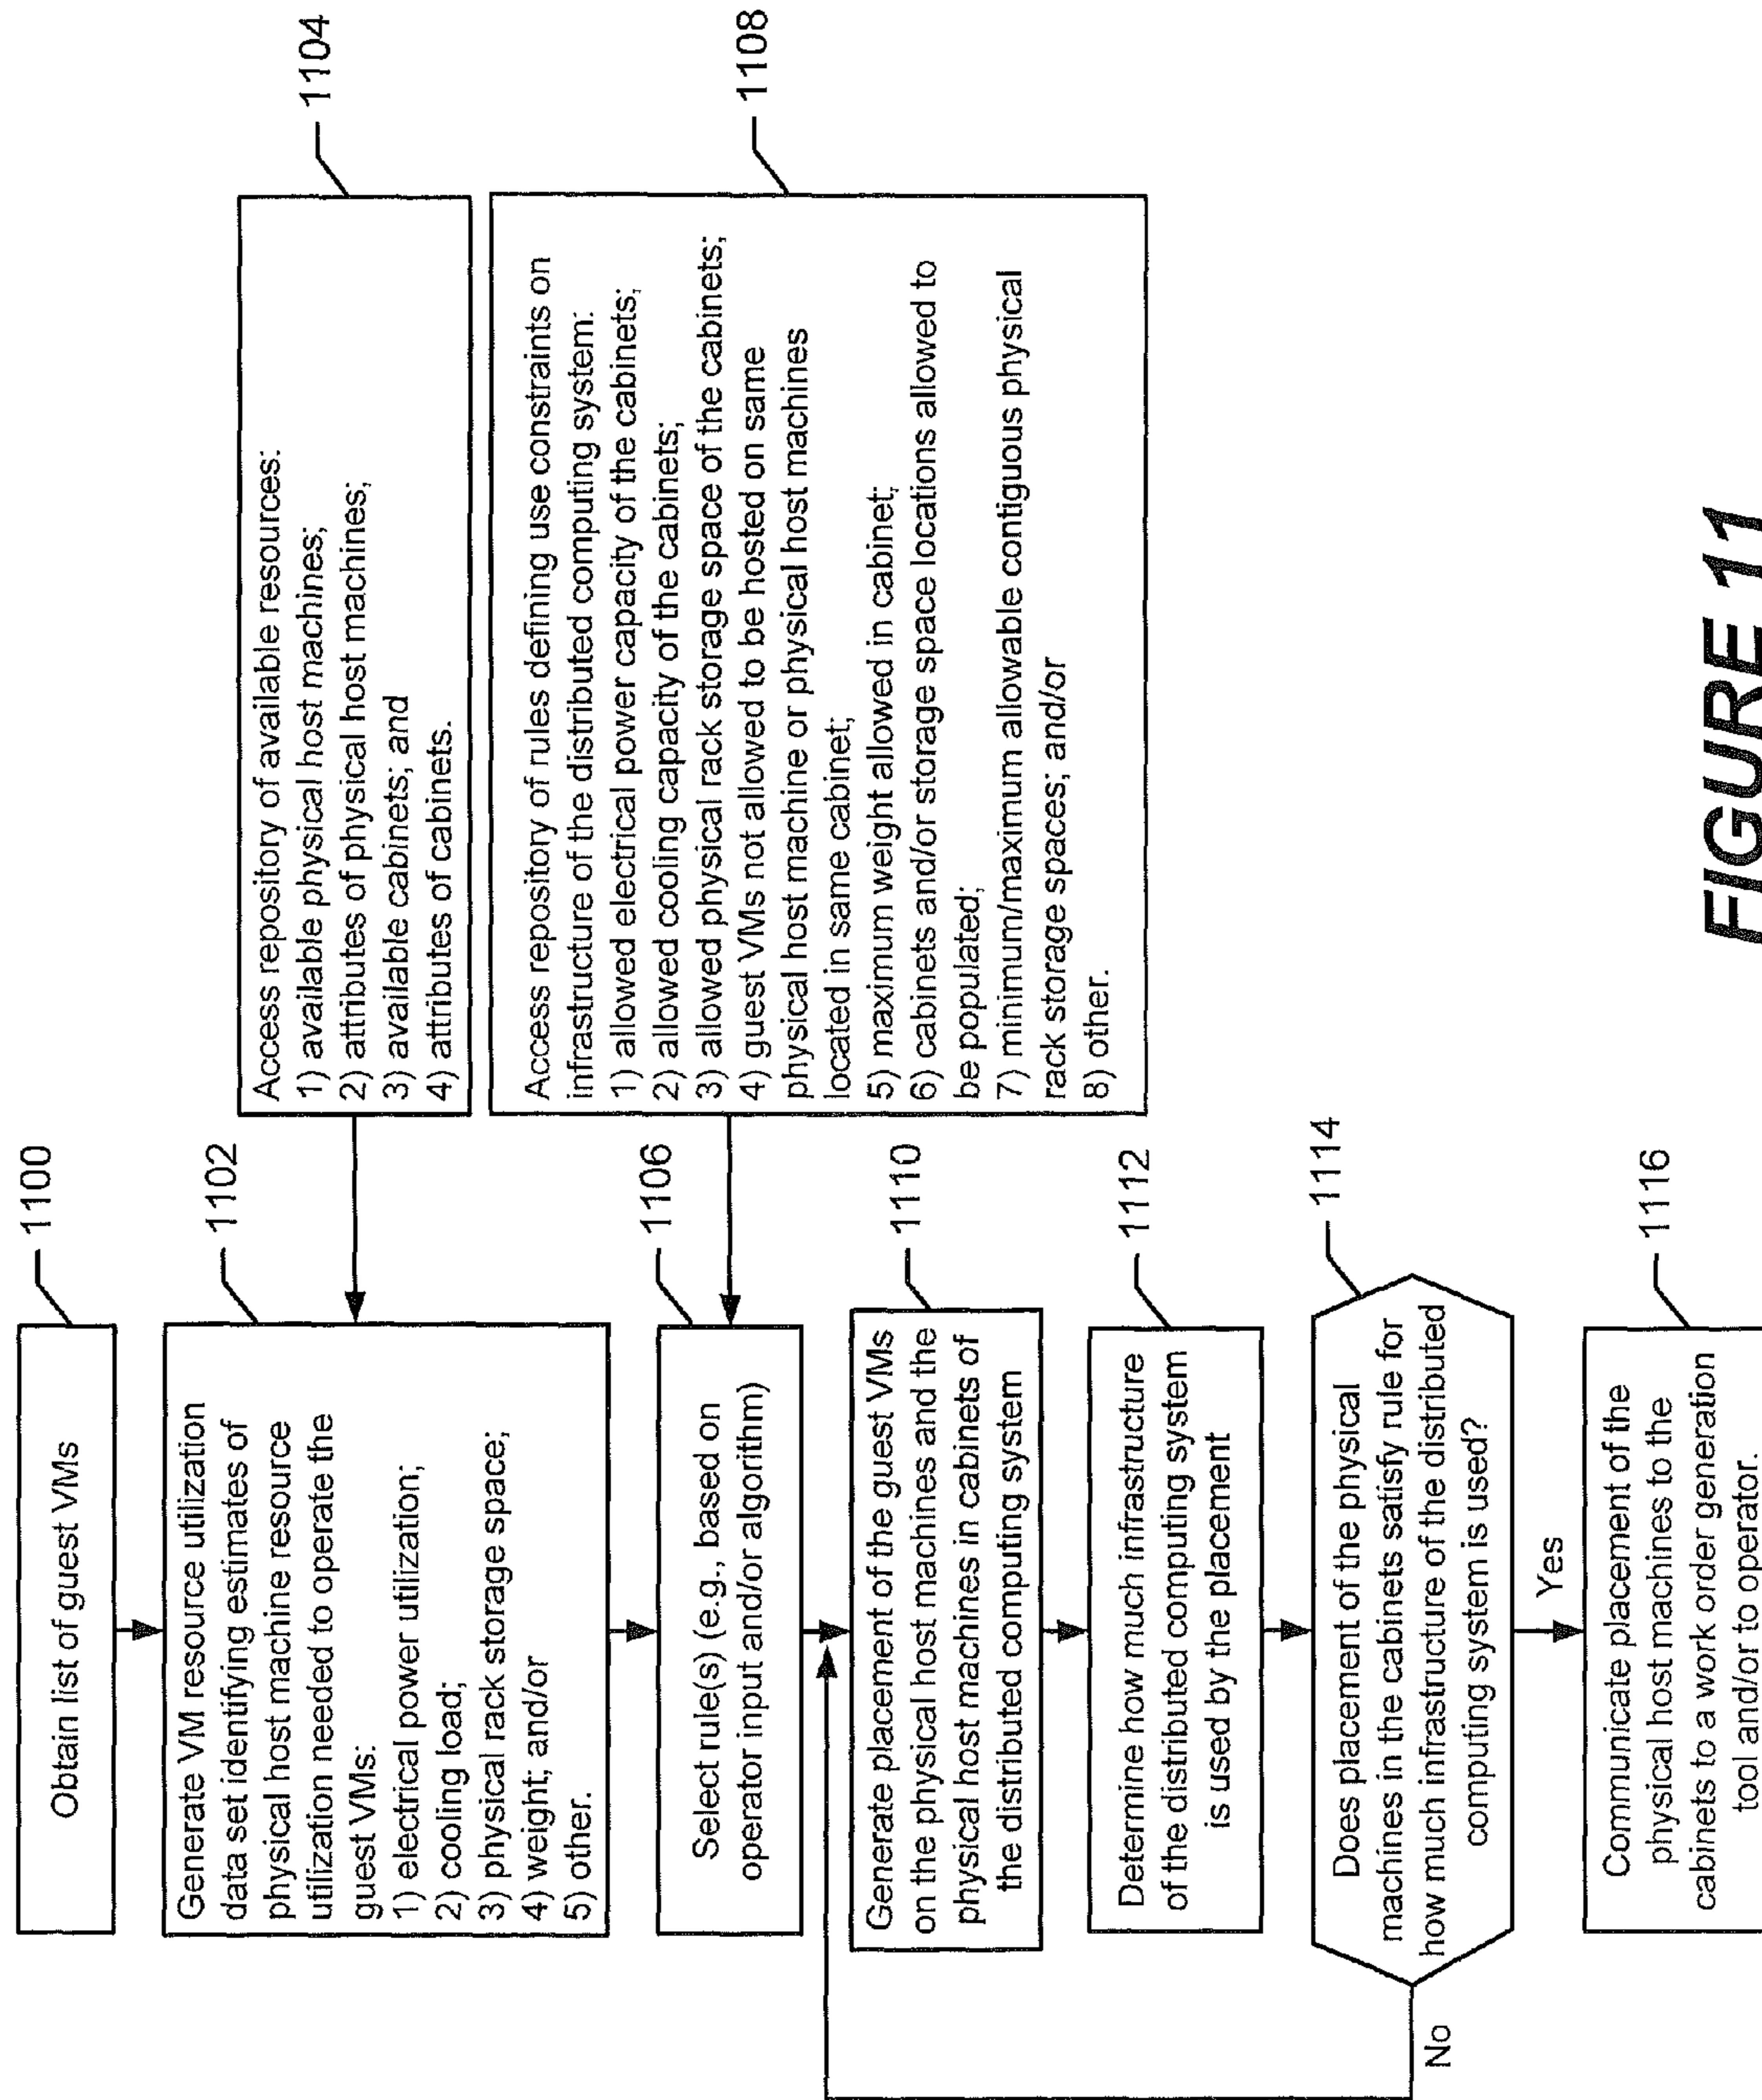 1100
Obtain list of guest VMs
1102
Generate VM resource utilization
data set identifying estimates of
physical host machine resource
utilization needed to operate the
guest VMs:
1) electrical power utilization;
2) cooling load;
3) physical rack storage space;
4) weight; and/or
5) other.
1104
Access repository of available resources:
1) available physical host machines;
2) attributes of physical host machines;
3) available cabinets; and
4) attributes of cabinets.
1106
Select rule(s) (e.g., based on
operator input and/or algorithm)
1108
Access repository of rules defining use constraints on
infrastructure of the distributed computing system:
1) allowed electrical power capacity of the cabinets;
2) allowed cooling capacity of the cabinets;
3) allowed physical rack storage space of the cabinets;
4) guest VMs not allowed to be hosted on same
physical host machine or physical host machines
located in same cabinet;
5) maximum weight allowed in cabinet;
6) cabinets and/or storage space locations allowed to
be populated;
7) minimum/maximum allowable contiguous physical
rack storage spaces; and/or
8) other.
1110
Generate placement of the guest VMs
on the physical host machines and the
physical host machines in cabinets of
the distributed computing system
1112
Determine how much infrastructure
of the distributed computing system
is used by the placement
1114
Does placement of the physical
machines in the cabinets satisfy rule for
how much infrastructure of the distributed
computing system is used?
No
Yes
1116
Communicate placement of the
physical host machines to the
cabinets to a work order generation
tool and/or to operator.
FIGURE 11